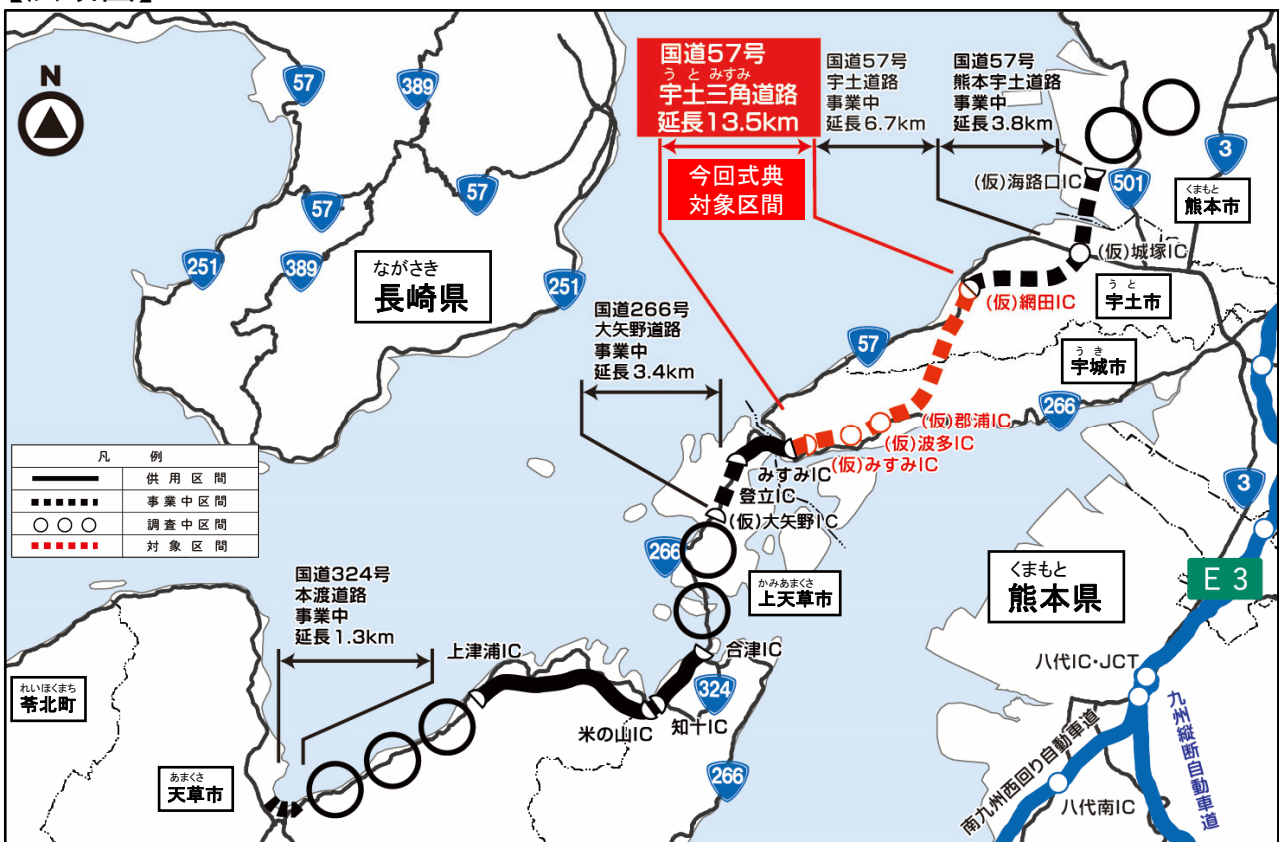 N
57
389
57
57
251
389
251
ながさき
長崎県
国道57号
うと みすみ
宇土三角道路
延長13.5km
今回式典
対象区間
国道57号
宇土道路
事業中
延長6.7km
国道57号
熊本宇土道路
事業中
延長3.8km
3
(仮)海路口IC
501
くまもと
熊本市
(仮)城塚IC
うと
宇土市
(仮)網田IC
57
うき
宇城市
266
国道266号
大矢野道路
事業中
延長3.4km
(仮)郡浦IC
(仮)波多IC
(仮)みすみIC
みすみIC
登立IC
(仮)大矢野IC
266
かみあまくさ
上天草市
3
くまもと
熊本県
E 3
凡 例
供用区間
事業中区間
調査中区間
対象区間
国道324号
本渡道路
事業中
延長1.3km
上津浦IC
合津IC
324
米の山IC
知十IC
266
れいほくまち
苓北町
あまくさ
天草市
八代IC・JCT
南九州西回り自動車道
九州縦断自動車道
八代南IC